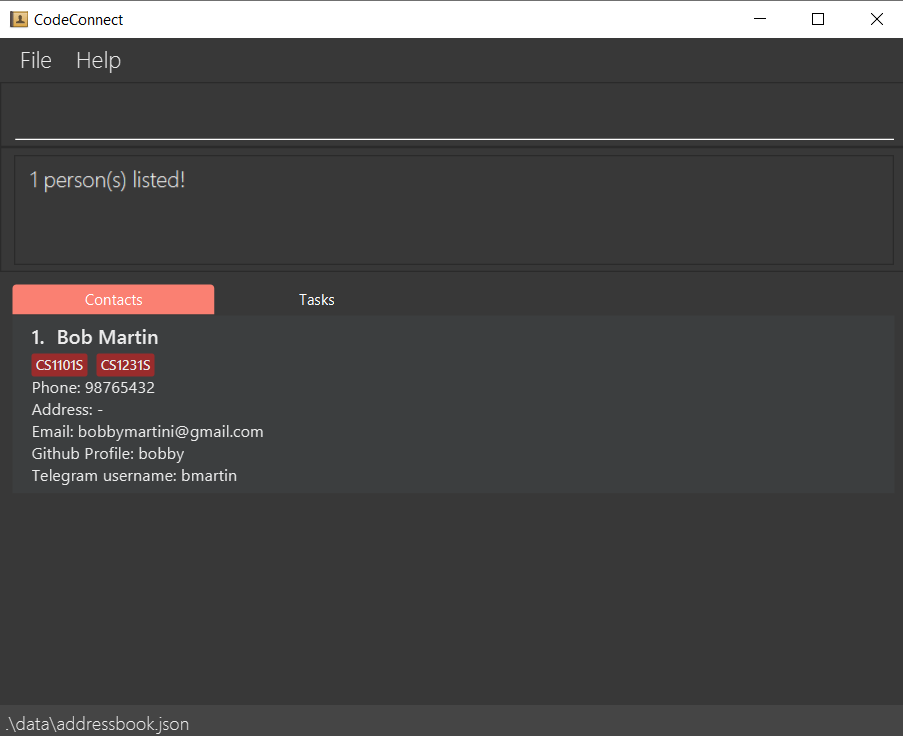 CodeConnect
File Help
1 person(s) listed!
Contacts Tasks
1. Bob Martin
CS1101S CS1231S
Phone: 98765432
Address: -
Email: bobbymartini@gmail.com
Github Profile: bobby
Telegram username: bmartin
.\data\addressbook.json